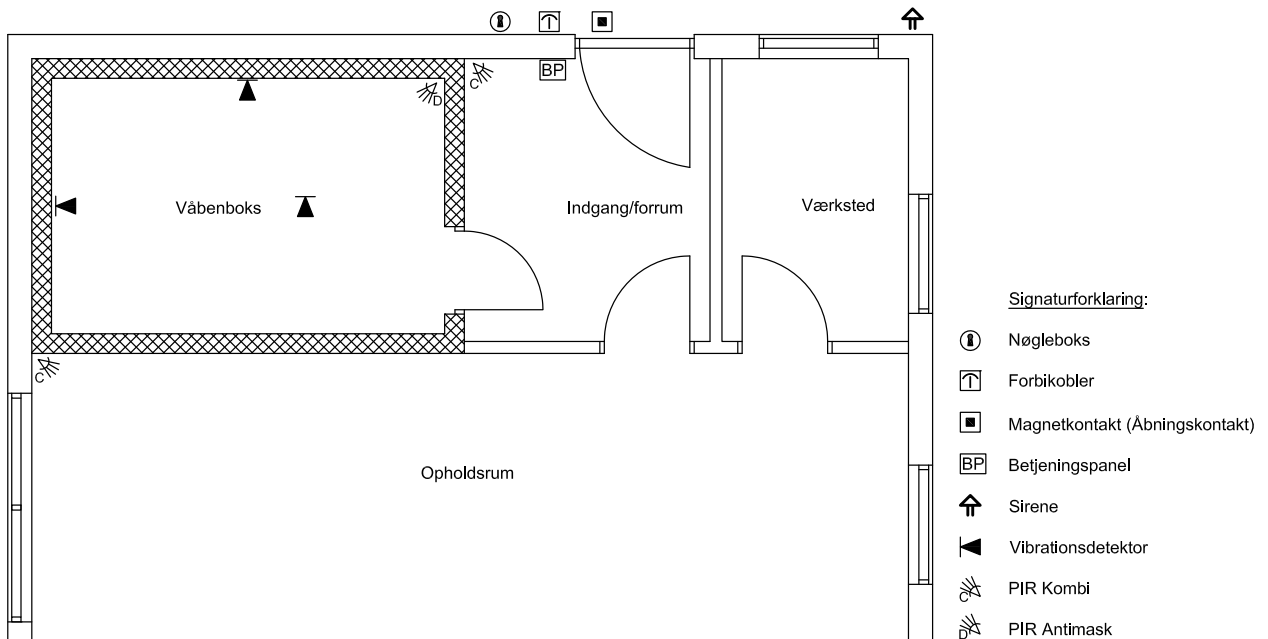 BP
C
D
Våbenboks
Indgang/forrum
Værksted
C
Opholdsrum
Signaturforklaring:
Nøgleboks
Forbikobler
Magnetkontakt (Åbningskontakt)
BP Betjeningspanel
Sirene
Vibrationsdetektor
C PIR Kombi
D PIR Antimask